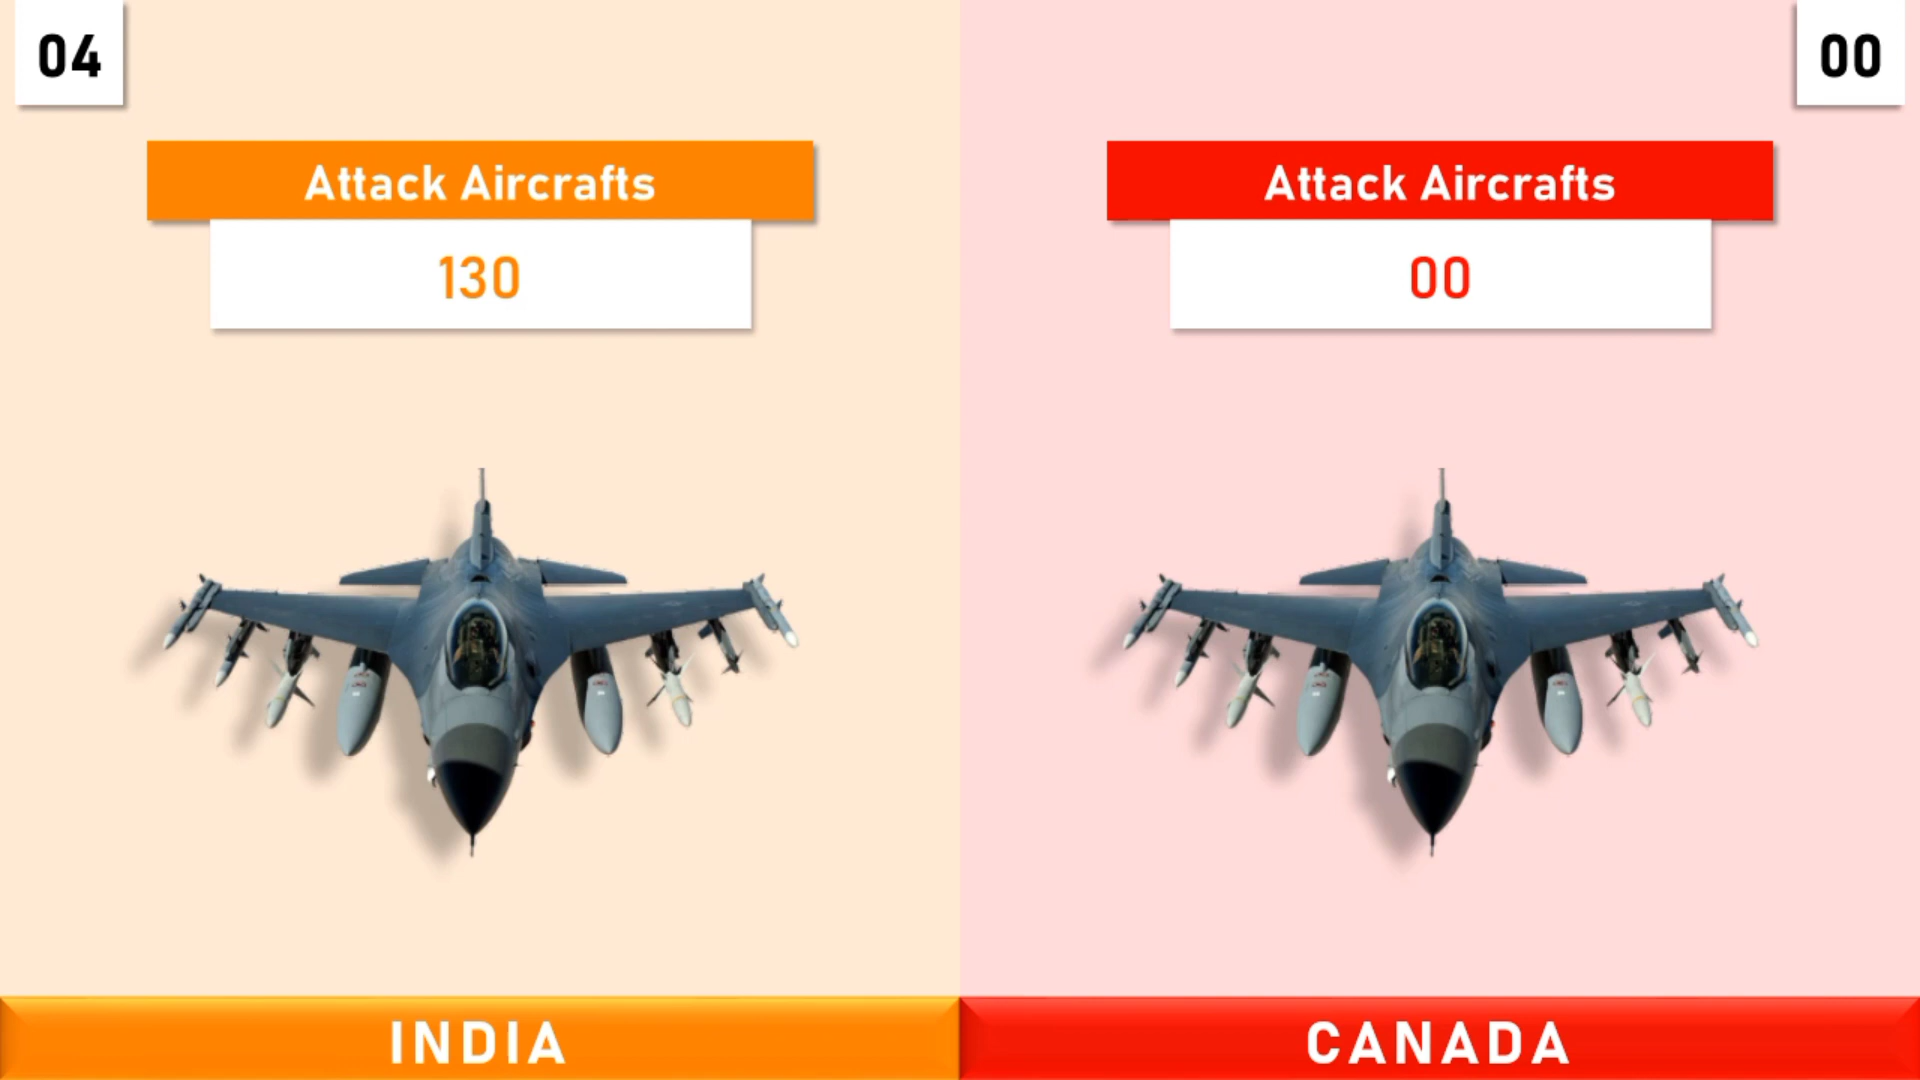 04
00
Attack Aircrafts
130
Attack Aircrafts
00
INDIA
CANADA